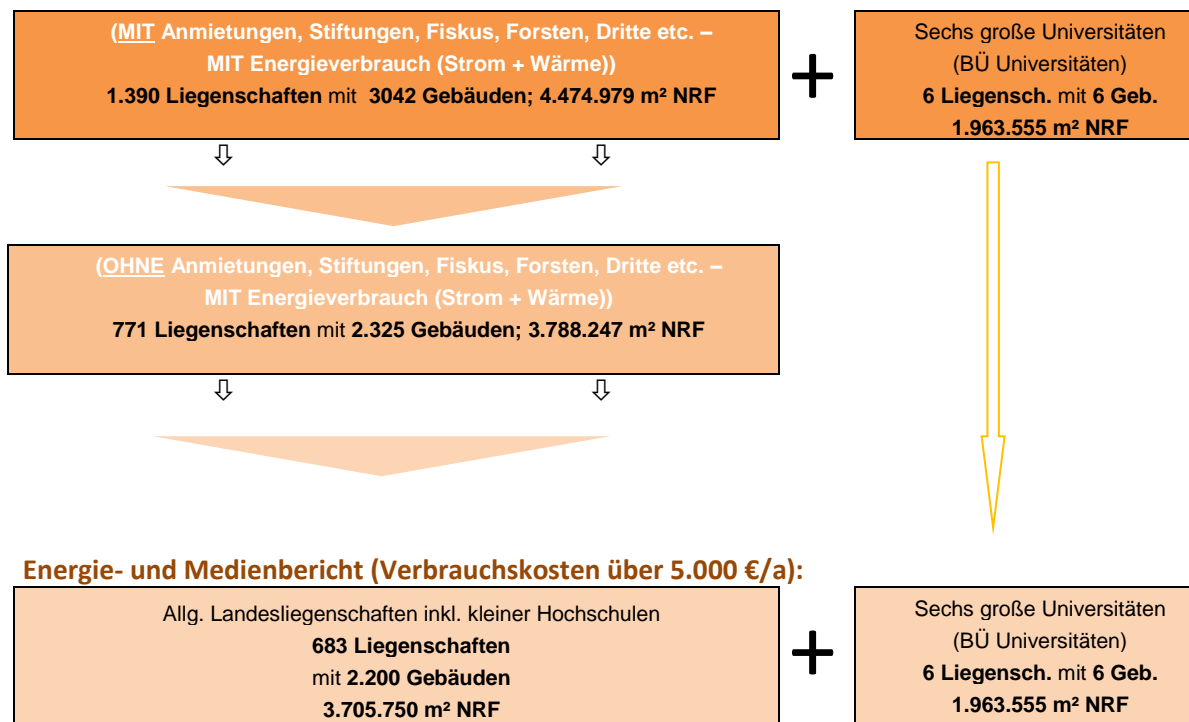 (MIT Anmietungen, Stiftungen, Fiskus, Forsten, Dritte etc. –
MIT Energieverbrauch (Strom + Wärme))
1.390 Liegenschaften mit 3042 Gebäuden; 4.474.979 m² NRF
+
Sechs große Universitäten
(BÜ Universitäten)
6 Liegensch. mit 6 Geb.
1.963.555 m² NRF
(OHNE Anmietungen, Stiftungen, Fiskus, Forsten, Dritte etc. –
MIT Energieverbrauch (Strom + Wärme))
771 Liegenschaften mit 2.325 Gebäuden; 3.788.247 m² NRF
Energie- und Medienbericht (Verbrauchskosten über 5.000 €/a):
Allg. Landesliegenschaften inkl. kleiner Hochschulen
683 Liegenschaften
mit 2.200 Gebäuden
3.705.750 m² NRF
+
Sechs große Universitäten
(BÜ Universitäten)
6 Liegensch. mit 6 Geb.
1.963.555 m² NRF